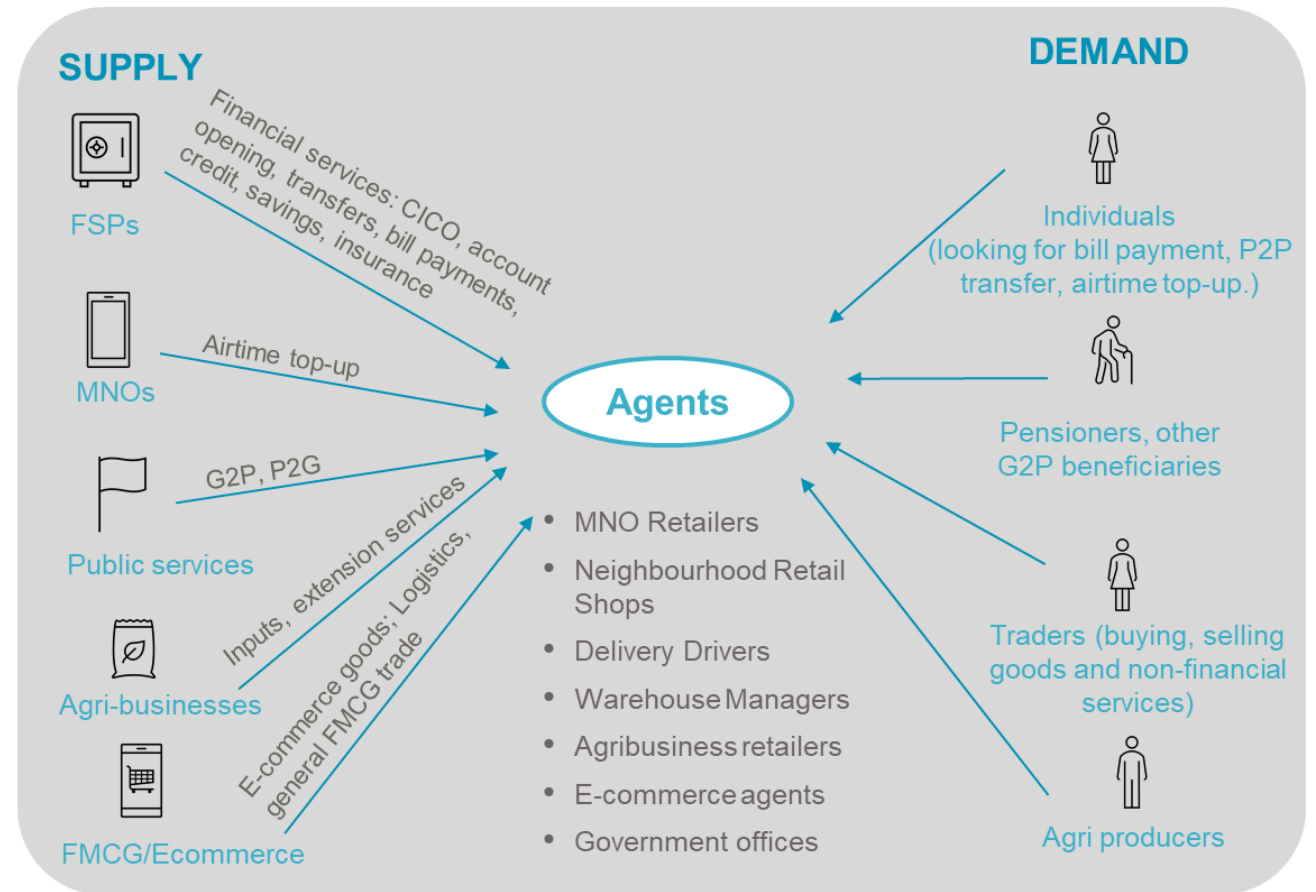 SUPPLY
FSPs
Financial services: CICO, account
opening, transfers, bill payments,
credit, savings, insurance
MNOs
Airtime top-up
Public services
G2P, P2G
Agri-businesses
Inputs, extension services
FMCG/Ecommerce
E-commerce goods; Logistics,
general FMCG trade
Agents
• MNO Retailers
• Neighbourhood Retail
Shops
• Delivery Drivers
• Warehouse Managers
• Agribusiness retailers
• E-commerce agents
• Government offices
DEMAND
Individuals
(looking for bill payment, P2P
transfer, airtime top-up.)
Pensioners, other
G2P beneficiaries
Traders (buying, selling
goods and non-financial
services)
Agri producers